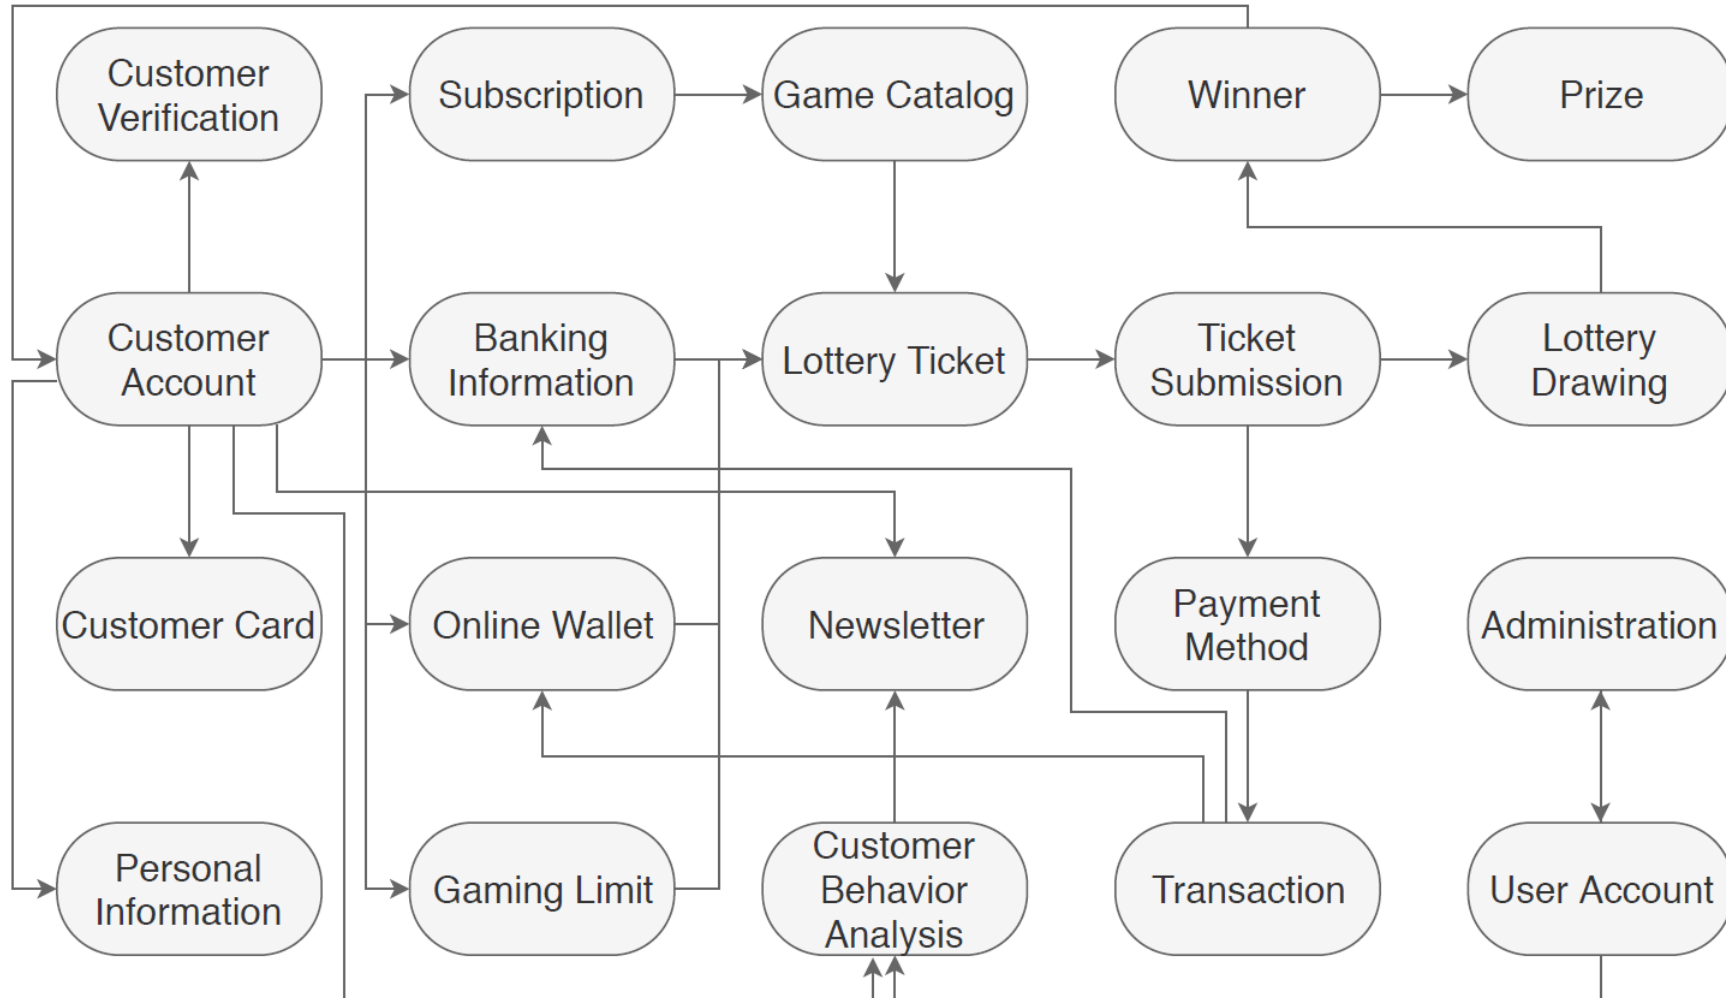 Customer
Verification
Subscription
Game Catalog
Winner
Prize
Customer
Account
Banking
Information
Lottery Ticket
Ticket
Submission
Lottery
Drawing
Customer Card
Online Wallet
Newsletter
Payment
Method
Administration
Personal
Information
Gaming Limit
Customer
Behavior
Analysis
Transaction
User Account